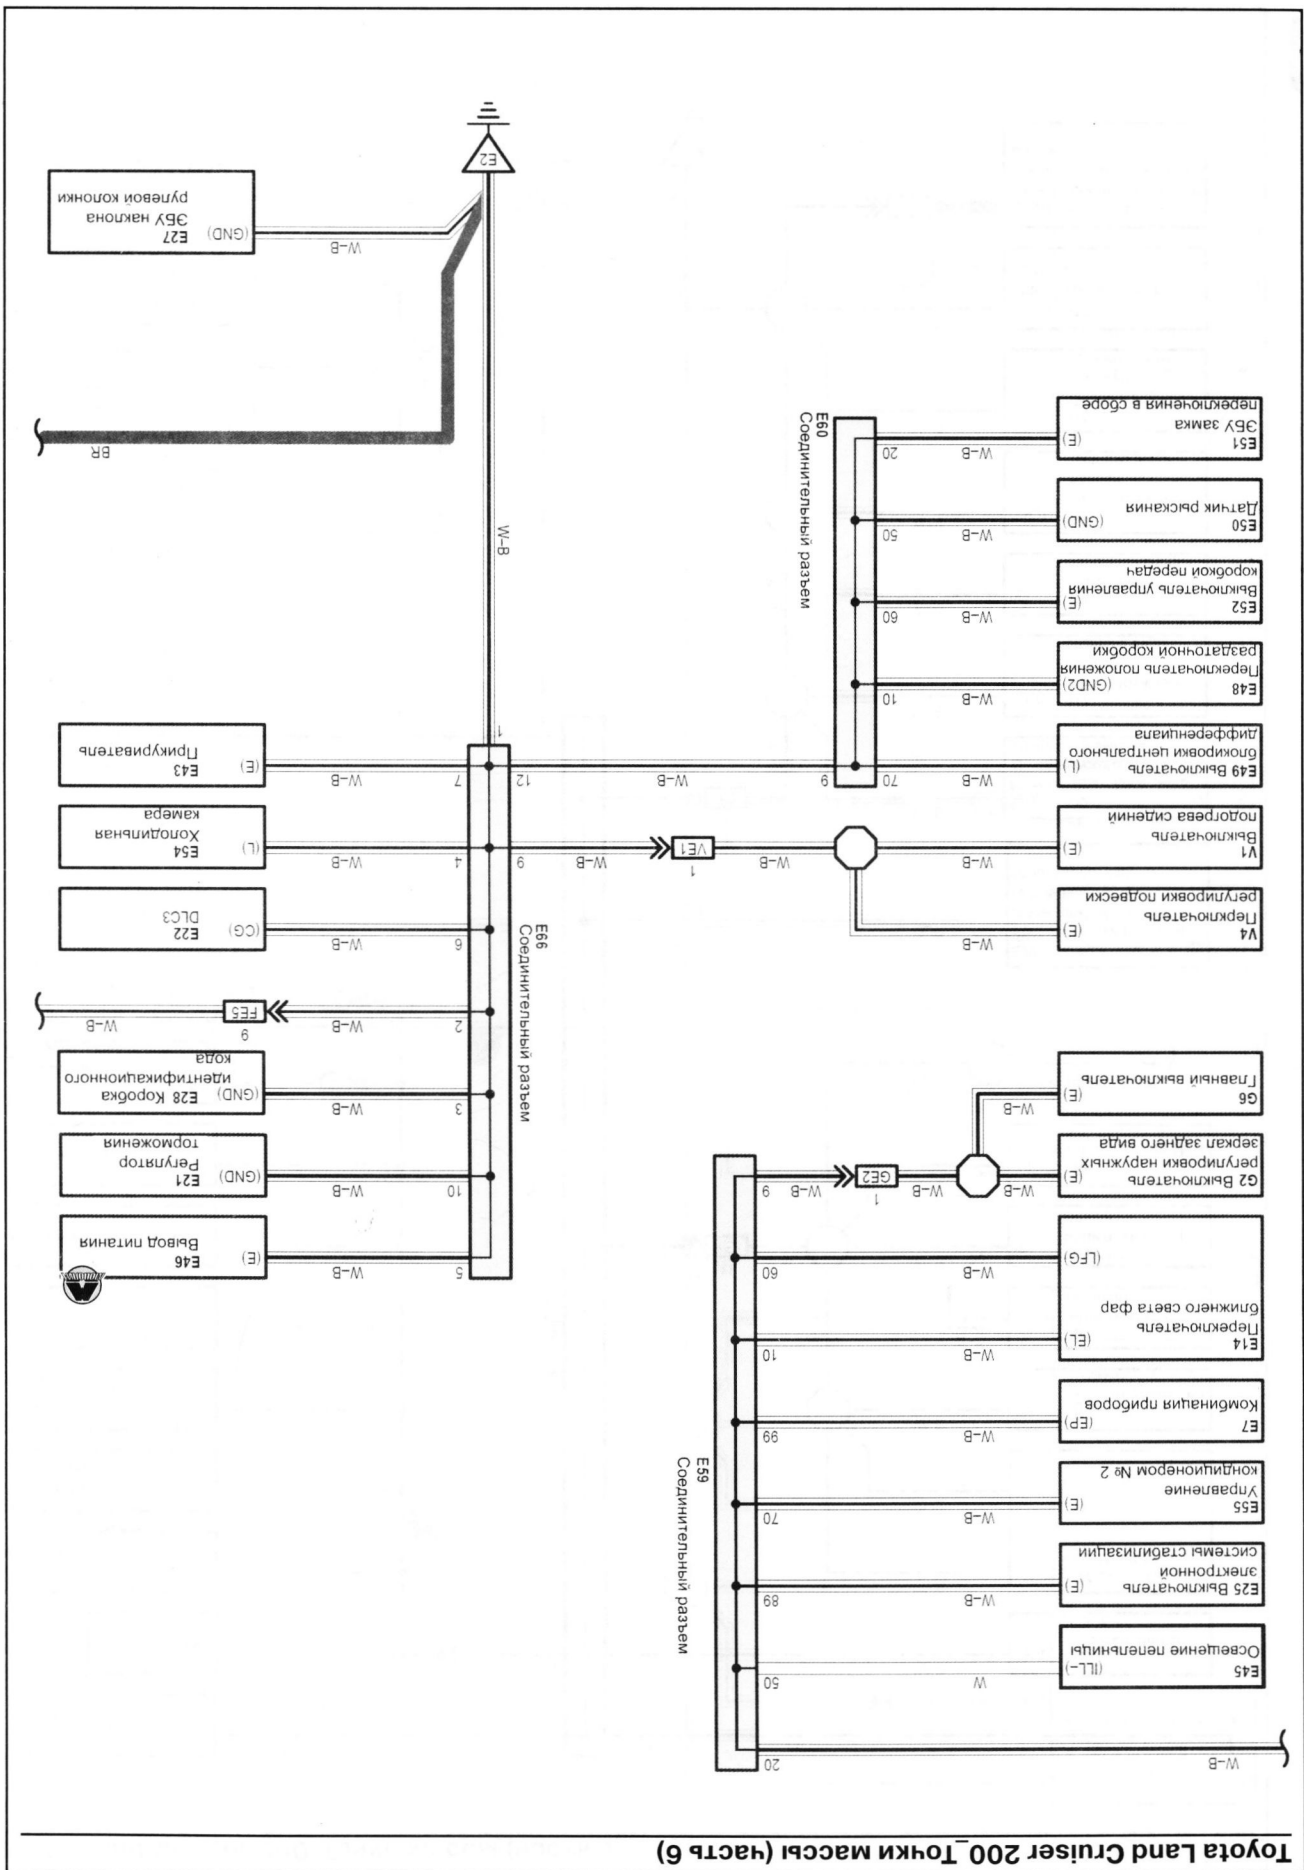 Toyota Land Cruiser 200_Точки массы (часть 6)
W–B
20
E45
Освещение пепельницы
(ILL–)
W
50
E25 Выключатель
электронной
системы стабилизации
(E)
W–B
68
E55
Управление
кондиционером № 2
(E)
W–B
70
E7
Комбинация приборов
(EP)
W–B
66
E14
Переключатель
ближнего света фар
(EL)
W–B
10
(LFG)
W–B
60
G2 Выключатель
регулировки наружных
зеркал заднего вида
(E)
W–B
W–B
1
GE2
W–B
9
G6
Главный выключатель
(E)
W–B
E59
Соединительный разъем
V4
Перключатель
регулировки подвески
(E)
W–B
V1
Выключатель
подогрева сидений
(E)
W–B
W–B
1
VE1
W–B
9
E49 Выключатель
блокировки центрального
дифференциала
(L)
W–B
70
9
W–B
12
E48
Переключатель положения
раздаточной коробки
(GND2)
W–B
10
E52
Выключатель управления
коробкой передач
(E)
W–B
60
E50
Датчик рыскания
(GND)
W–B
50
E51
ЭБУ замка
переключения в сборе
(E)
W–B
20
E60
Соединительный разъем
E66
Соединительный разъем
5
W–B
(E)
E46
Вывод питания
10
W–B
(GND)
E21
Регулятор
торможения
3
W–B
(GND)
E28 Коробка
идентификационного
кода
2
W–B
9
FE5
W–B
6
W–B
(CG)
E22
DLC3
4
W–B
(L)
E54
Холодильная
камера
7
W–B
(E)
E43
Прикуриватель
1
W–B
BR
W–B
(GND)
E27
ЭБУ наклона
рулевой колонки
E2